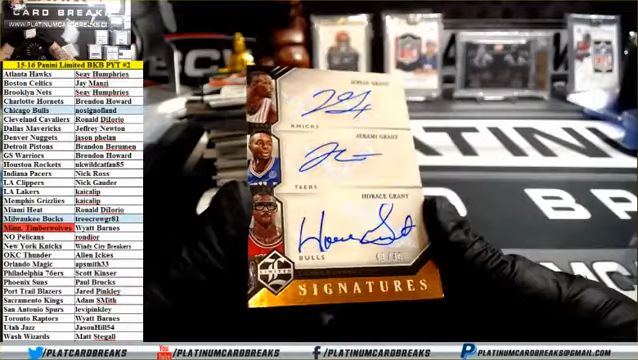 CARD BREAK
WWW.PLATINUMCARDBREAKS.C
15-16 Panini Limited BKB PYT #2
Atlanta Hawks Seay Humphries
Boston Celtics Jay Manzi
Brooklyn Nets Seay Humphries
Charlotte Hornets Brendon Howard
Chicago Bulls nosignofland
Cleveland Cavaliers Ronald DiIorio
Dallas Mavericks Jeffrey Newton
Denver Nuggets jason phelan
Detroit Pistons Brandon Berumen
GS Warriors Brendon Howard
Houston Rockets nkwildcatfan85
Indiana Pacers Nick Ross
LA Clippers Nick Gauder
LA Lakers kaicalip
Memphis Grizzlies kaicalip
Miami Heat Ronald DiIorio
Milwaukee Bucks treecrewgr81
Minn. Timberwolves Wyatt Barnes
NO Pelicans rondior
New York Knicks Windy City Breakers
OKC Thunder Allen Ickes
Orlando Magic apsmith33
Philadelphia 76ers Scott Kinser
Phoenix Suns Paul Brucks
Port Trail Blazers Jared Pinkley
Sacramento Kings Adam SMith
San Antonio Spurs levipinkley
Toronto Raptors Wyatt Barnes
Utah Jazz JasonHill54
Wash Wizards Matt Stegall
KNICKS
JERAMI GRANT
76ERS
HORACE GRANT
BULLS
LIMITED
SIGNATURES
/PLATCARDBREAKS
/PLATINUMCARDBREAKS
/PLATINUMCARDBREAKS
PLATINUMCARDBREAKS@GMAIL.COM